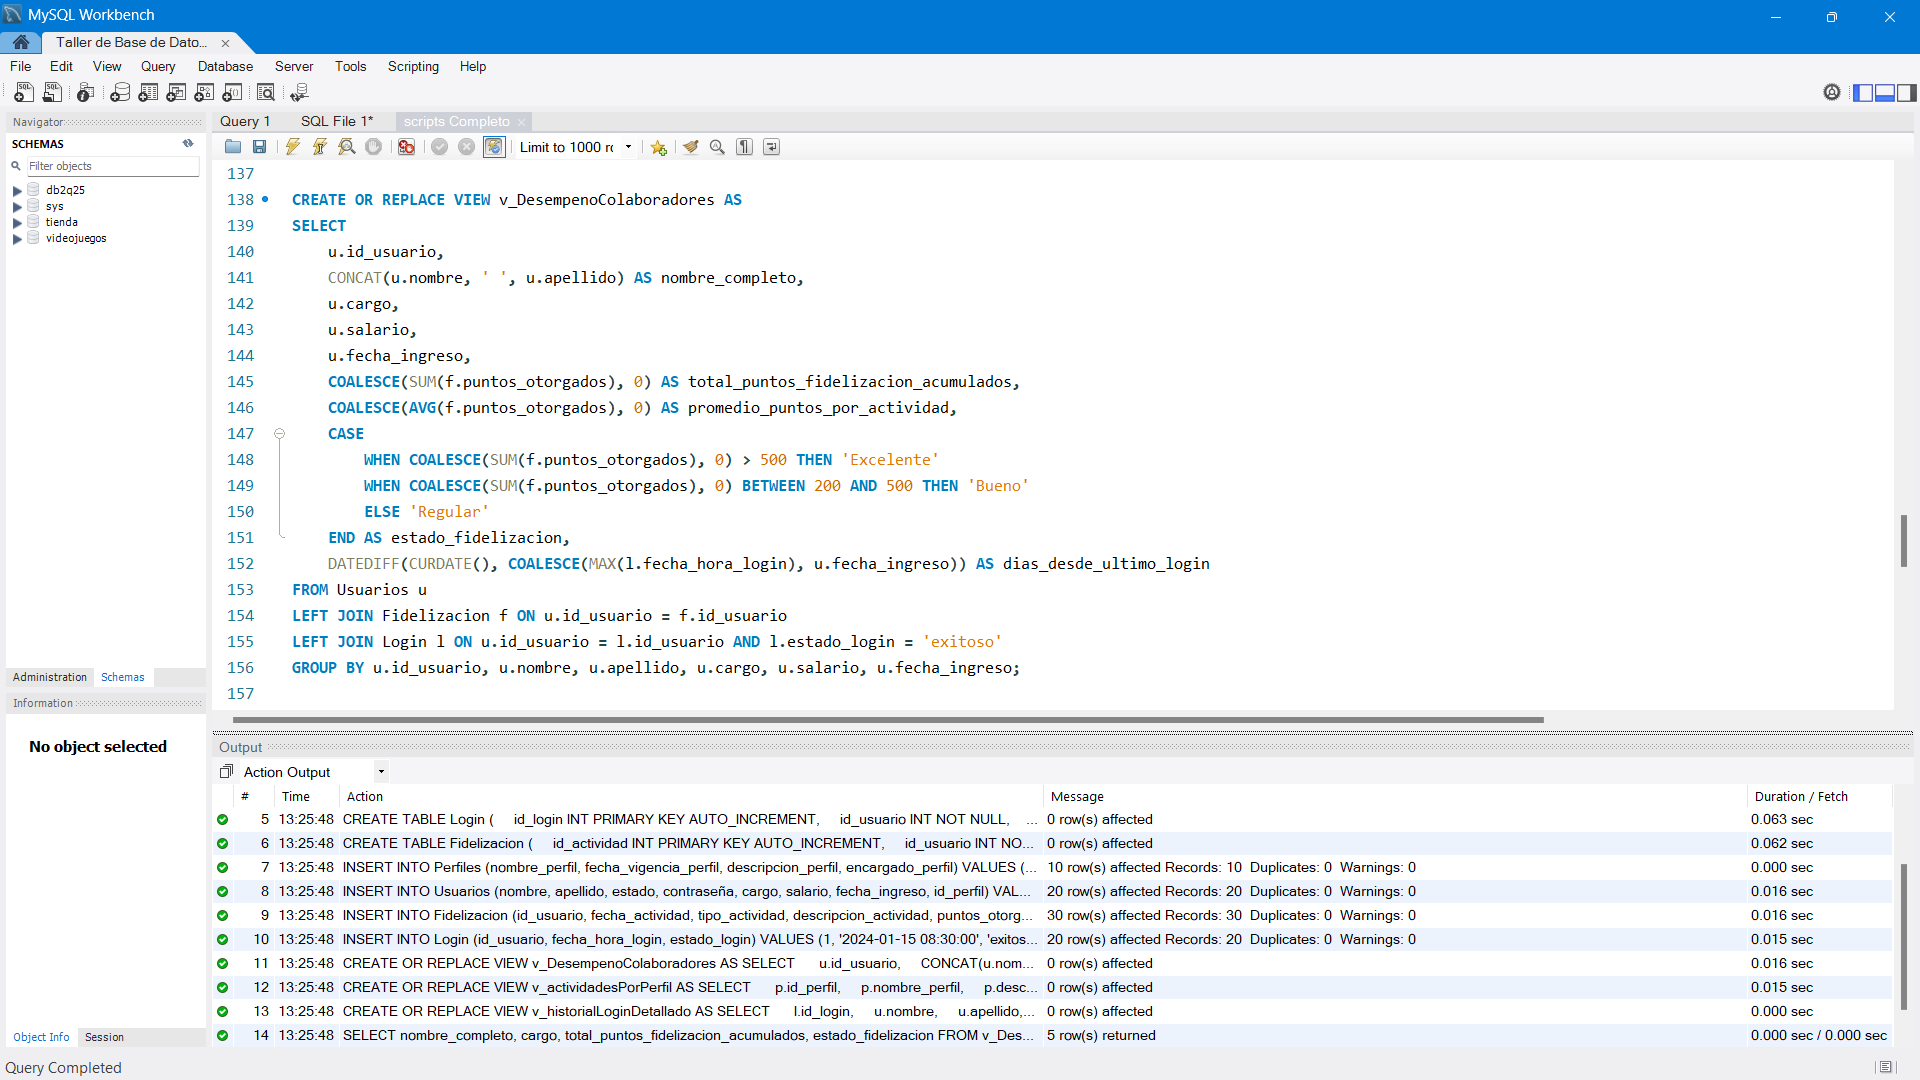 MySQL Workbench
Taller de Base de Dato... ×
File Edit View Query Database Server Tools Scripting Help
Navigator
SCHEMAS
Filter objects
db2q25
sys
tienda
videojuegos
Administration Schemas
Information
No object selected
Object Info Session
Query 1 SQL File 1* scripts Completo ×
Limit to 1000 rc
137
138 CREATE OR REPLACE VIEW v_DesempenoColaboradores AS
139 SELECT
140 u.id_usuario,
141 CONCAT(u.nombre, ' ', u.apellido) AS nombre_completo,
142 u.cargo,
143 u.salario,
144 u.fecha_ingreso,
145 COALESCE(SUM(f.puntos_otorgados), 0) AS total_puntos_fidelizacion_acumulados,
146 COALESCE(AVG(f.puntos_otorgados), 0) AS promedio_puntos_por_actividad,
147 CASE
148 WHEN COALESCE(SUM(f.puntos_otorgados), 0) > 500 THEN 'Excelente'
149 WHEN COALESCE(SUM(f.puntos_otorgados), 0) BETWEEN 200 AND 500 THEN 'Bueno'
150 ELSE 'Regular'
151 END AS estado_fidelizacion,
152 DATEDIFF(CURDATE(), COALESCE(MAX(l.fecha_hora_login), u.fecha_ingreso)) AS dias_desde_ultimo_login
153 FROM Usuarios u
154 LEFT JOIN Fidelizacion f ON u.id_usuario = f.id_usuario
155 LEFT JOIN Login l ON u.id_usuario = l.id_usuario AND l.estado_login = 'exitoso'
156 GROUP BY u.id_usuario, u.nombre, u.apellido, u.cargo, u.salario, u.fecha_ingreso;
157
Output
Action Output
# Time Action Message Duration / Fetch
5 13:25:48 CREATE TABLE Login ( id_login INT PRIMARY KEY AUTO_INCREMENT, id_usuario INT NOT NULL, ... 0 row(s) affected 0.063 sec
6 13:25:48 CREATE TABLE Fidelizacion ( id_actividad INT PRIMARY KEY AUTO_INCREMENT, id_usuario INT NO... 0 row(s) affected 0.062 sec
7 13:25:48 INSERT INTO Perfiles (nombre_perfil, fecha_vigencia_perfil, descripcion_perfil, encargado_perfil) VALUES (... 10 row(s) affected Records: 10 Duplicates: 0 Warnings: 0 0.000 sec
8 13:25:48 INSERT INTO Usuarios (nombre, apellido, estado, contraseña, cargo, salario, fecha_ingreso, id_perfil) VAL... 20 row(s) affected Records: 20 Duplicates: 0 Warnings: 0 0.016 sec
9 13:25:48 INSERT INTO Fidelizacion (id_usuario, fecha_actividad, tipo_actividad, descripcion_actividad, puntos_otorg... 30 row(s) affected Records: 30 Duplicates: 0 Warnings: 0 0.016 sec
10 13:25:48 INSERT INTO Login (id_usuario, fecha_hora_login, estado_login) VALUES (1, '2024-01-15 08:30:00', 'exitos... 20 row(s) affected Records: 20 Duplicates: 0 Warnings: 0 0.015 sec
11 13:25:48 CREATE OR REPLACE VIEW v_DesempenoColaboradores AS SELECT u.id_usuario, CONCAT(u.nom... 0 row(s) affected 0.016 sec
12 13:25:48 CREATE OR REPLACE VIEW v_actividadesPorPerfil AS SELECT p.id_perfil, p.nombre_perfil, p.desc... 0 row(s) affected 0.015 sec
13 13:25:48 CREATE OR REPLACE VIEW v_historialLoginDetallado AS SELECT l.id_login, u.nombre, u.apellido,... 0 row(s) affected 0.000 sec
14 13:25:48 SELECT nombre_completo, cargo, total_puntos_fidelizacion_acumulados, estado_fidelizacion FROM v_Des... 5 row(s) returned 0.000 sec / 0.000 sec
Query Completed